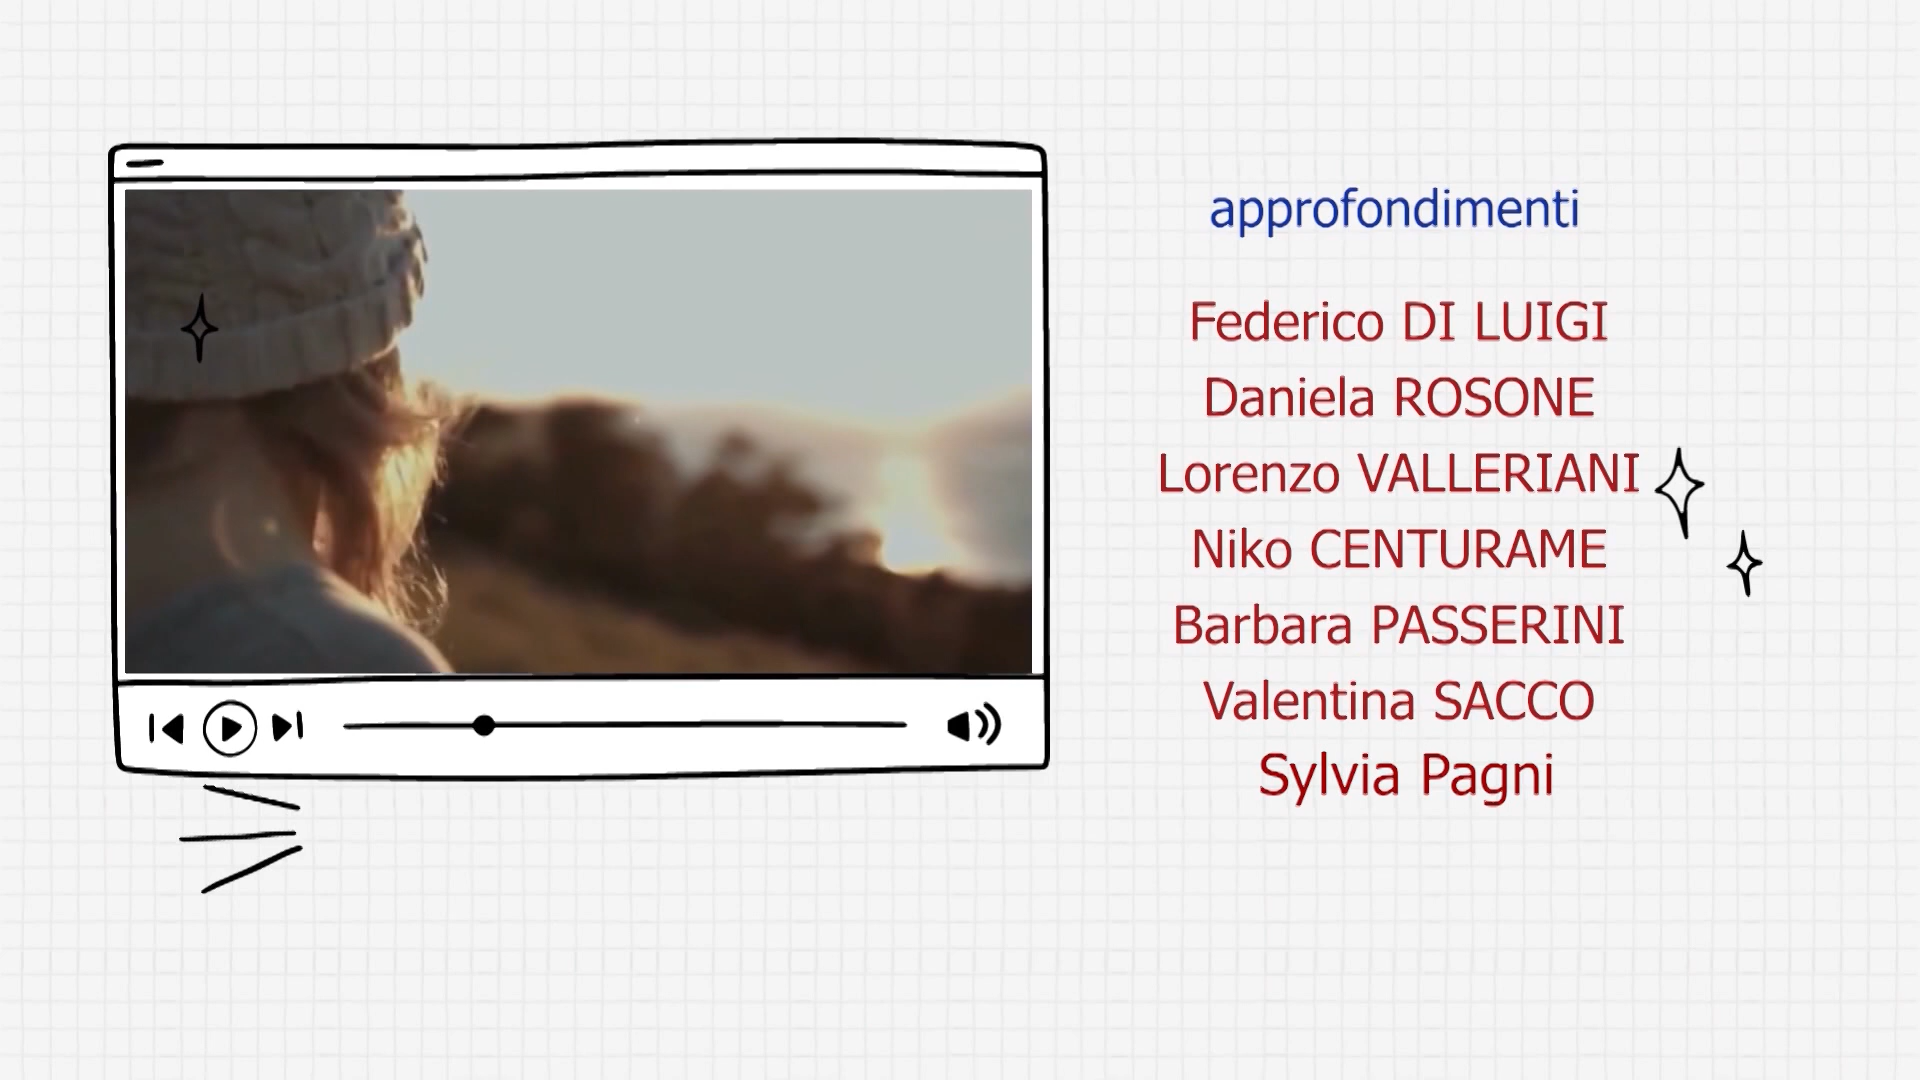 approfondimenti
Federico DI LUIGI
Daniela ROSONE
Lorenzo VALLERIANI
Niko CENTURAME
Barbara PASSERINI
Valentina SACCO
Sylvia Pagni